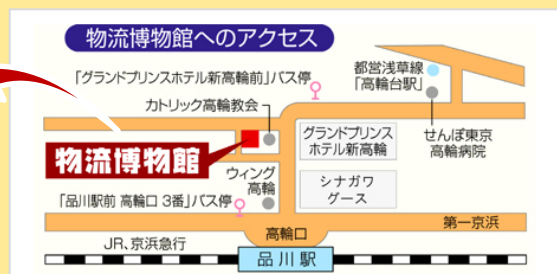 物流博物館へのアクセス
「グランドプリンスホテル新高輪前」バス停
都営浅草線
「高輪台駅」
カトリック高輪教会
グランドプリンス
ホテル新高輪
せんぽ東京
高輪病院
物流博物館
ウィング
高輪
シナガワ
グース
「品川駅前 高輪口 3番」バス停
第一京浜
高輪口
JR、京浜急行
品川駅